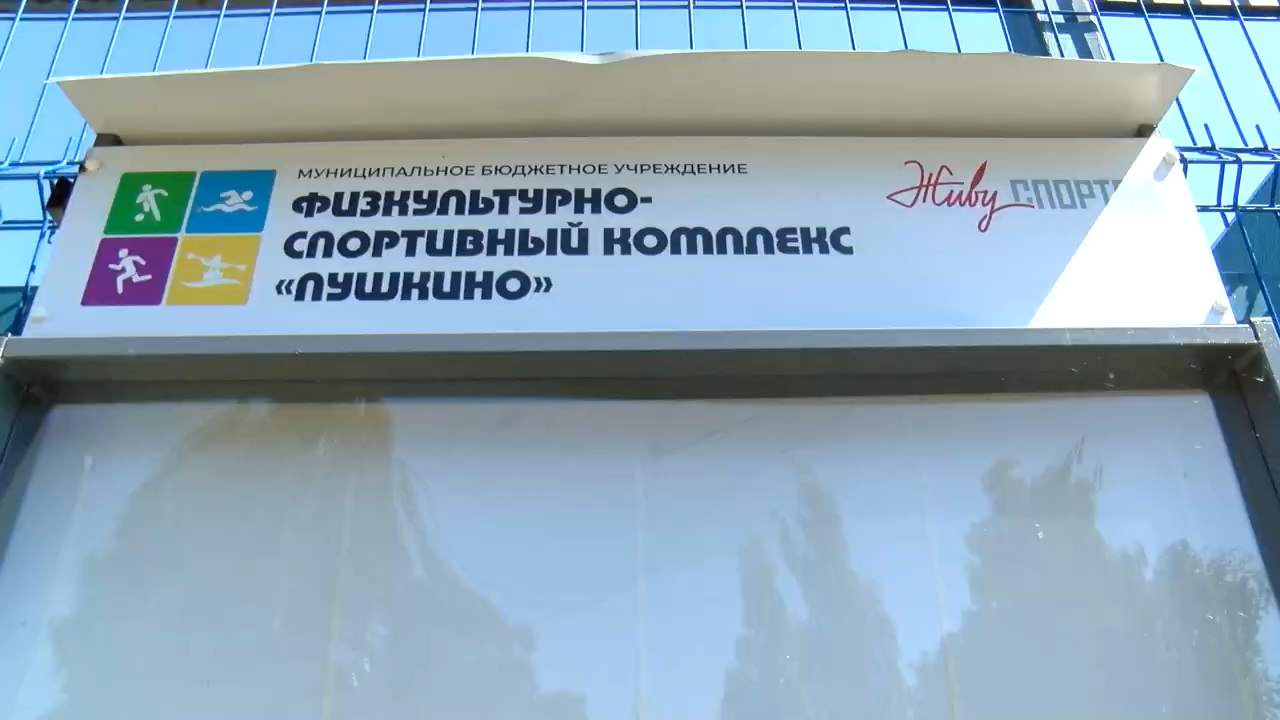 МУНИЦИПАЛЬНОЕ БЮДЖЕТНОЕ УЧРЕЖДЕНИЕ
ФИЗКУЛЬТУРНО-
СПОРТИВНЫЙ КОМПЛЕКС
«ПУШКИНО»
Живу